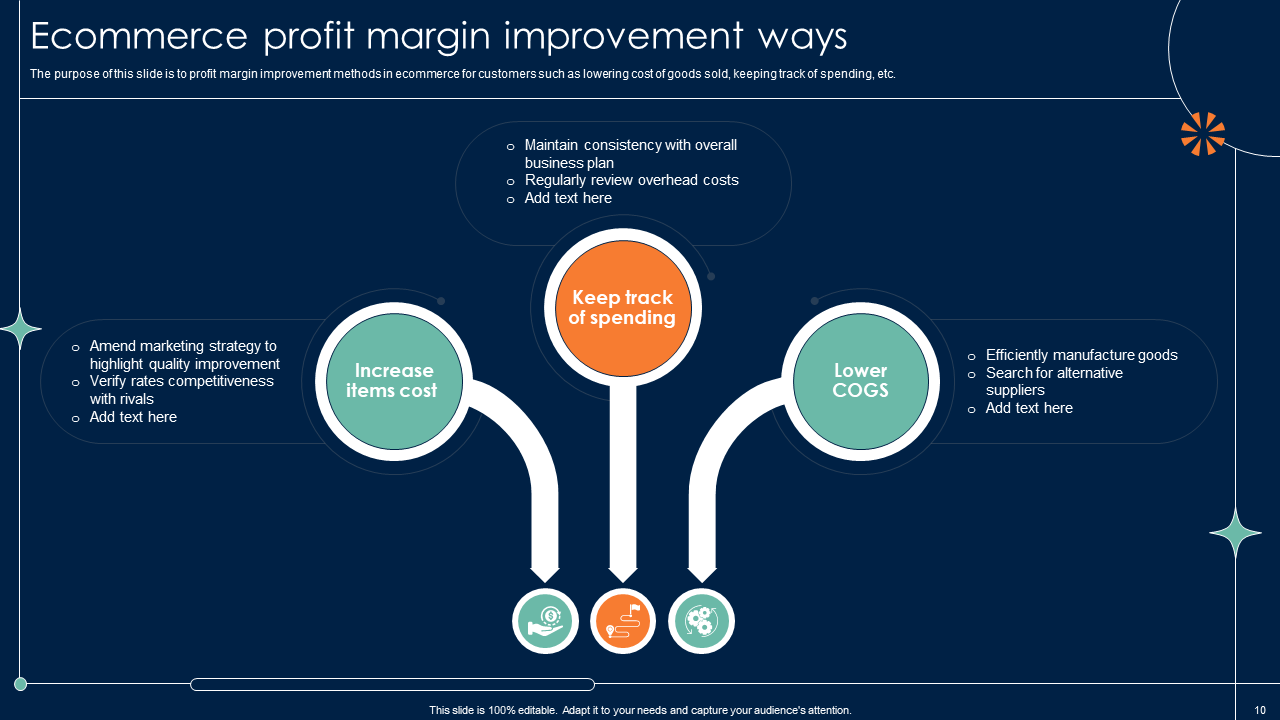 Ecommerce profit margin improvement ways
The purpose of this slide is to profit margin improvement methods in ecommerce for customers such as lowering cost of goods sold, keeping track of spending, etc.
o Maintain consistency with overall
business plan
o Regularly review overhead costs
o Add text here
Keep track
of spending
o Amend marketing strategy to
highlight quality improvement
o Verify rates competitiveness
with rivals
o Add text here
Increase
items cost
Lower
COGS
o Efficiently manufacture goods
o Search for alternative
suppliers
o Add text here
$
This slide is 100% editable. Adapt it to your needs and capture your audience's attention.
10